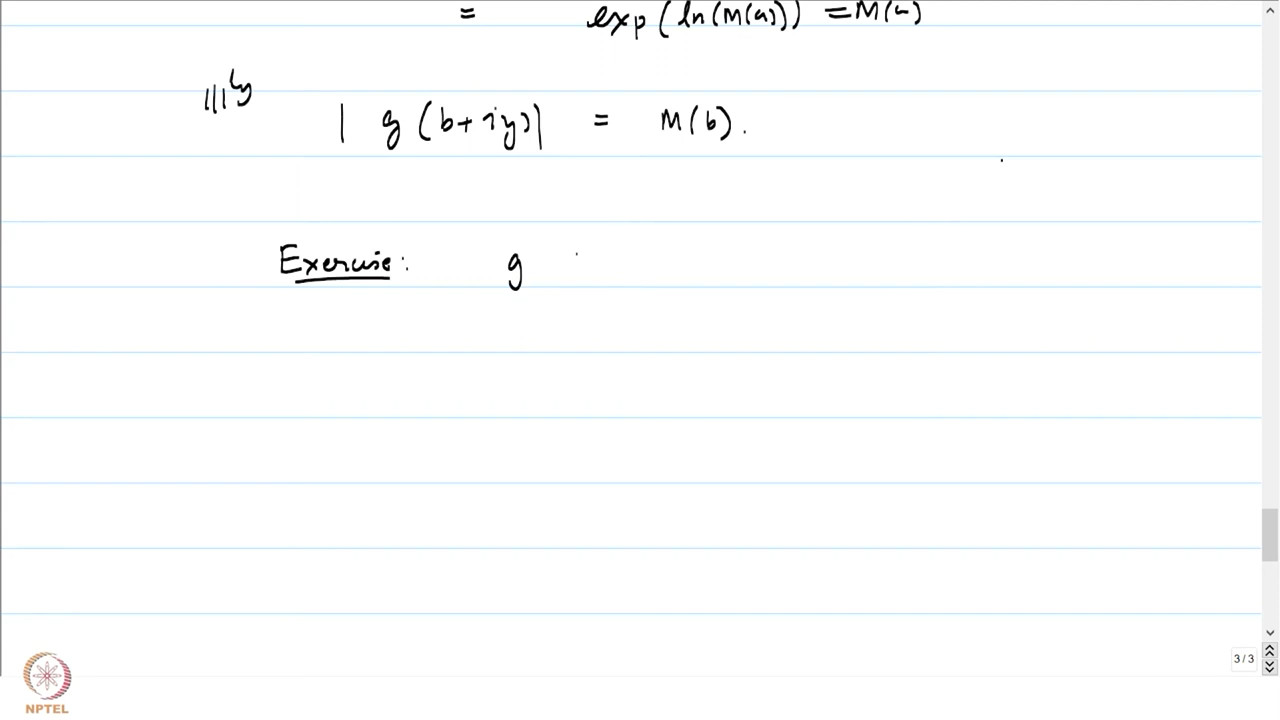 = exp(ln(M(a))) = M(a)
|||ly |g(b+iy)| = M(b).
Exercise: g
3/3
NPTEL